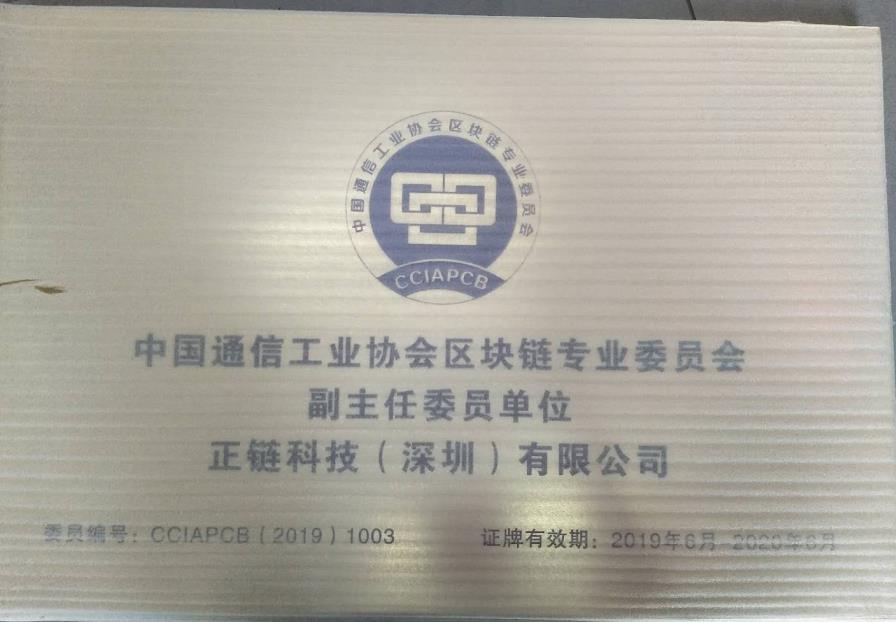 中国通信工业协会区块链专业委员会
CCIAPCB
中国通信工业协会区块链专业委员会
副主任委员单位
正链科技（深圳）有限公司
委员编号：CCIAPCB（2019）1003
证牌有效期：2019年6月-2020年6月